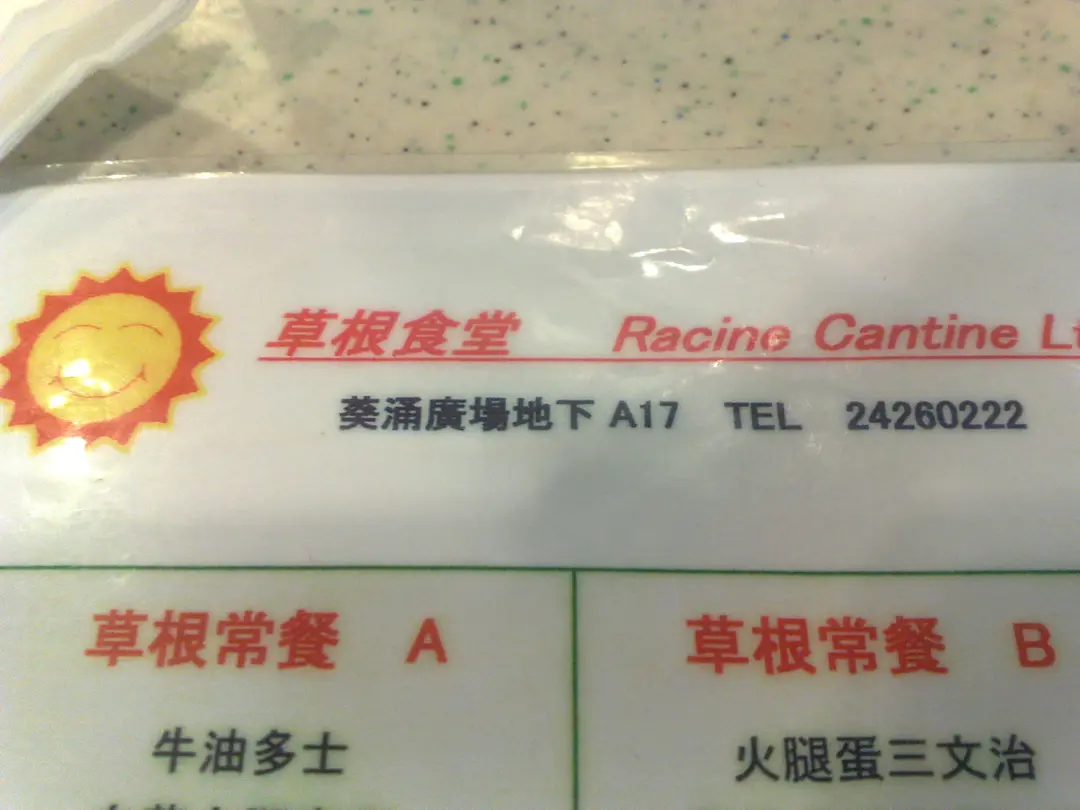 草根食堂 Racine Cantine
葵涌廣場地下 A17 TEL 24260222
草根常餐 A
草根常餐 B
牛油多士
火腿蛋三文治